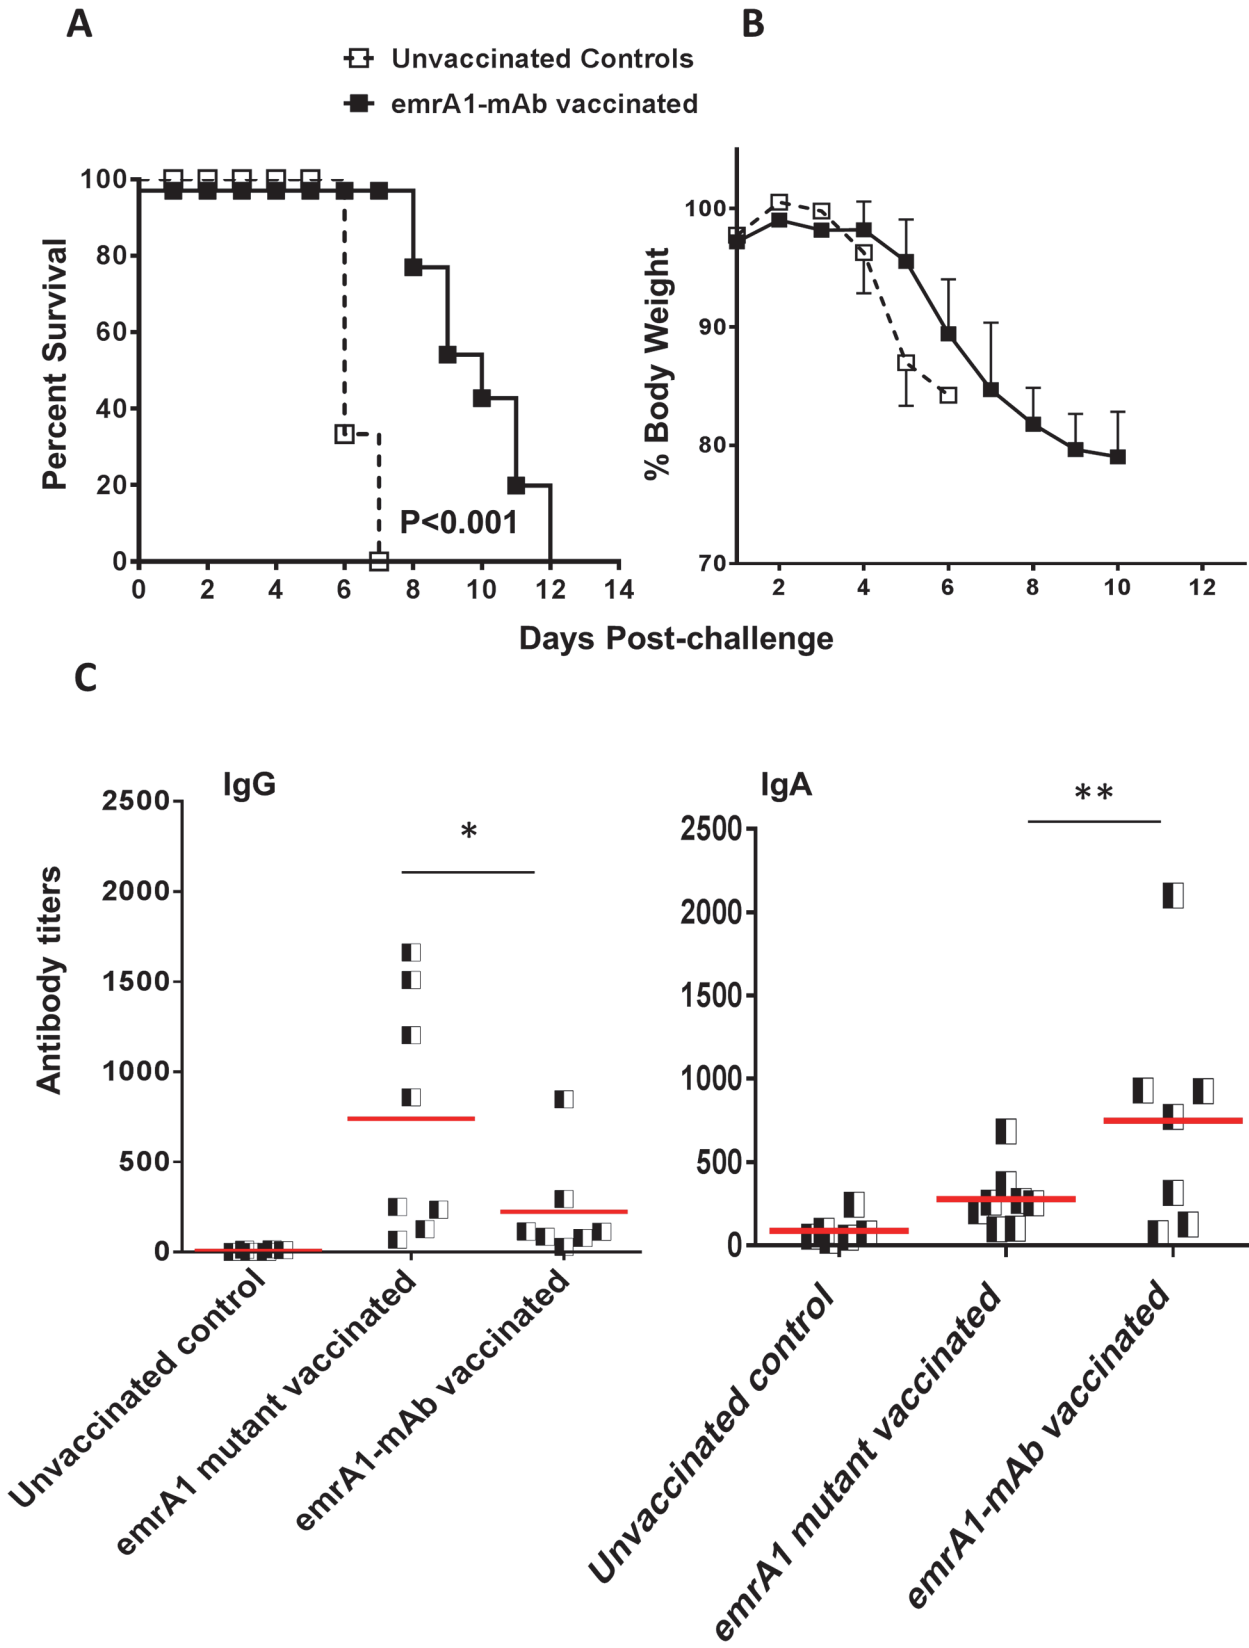 A
B
Unvaccinated Controls
emrA1-mAb vaccinated
Percent Survival
100
80
60
40
20
0
P<0.001
0 2 4 6 8 10 12 14
% Body Weight
100
90
80
70
2 4 6 8 10 12
Days Post-challenge
C
Antibody titers
IgG
*
2500
2000
1500
1000
500
0
Unvaccinated control
emrA1 mutant vaccinated
emrA1-mAb vaccinated
IgA
**
2500
2000
1500
1000
500
0
Unvaccinated control
emrA1 mutant vaccinated
emrA1-mAb vaccinated